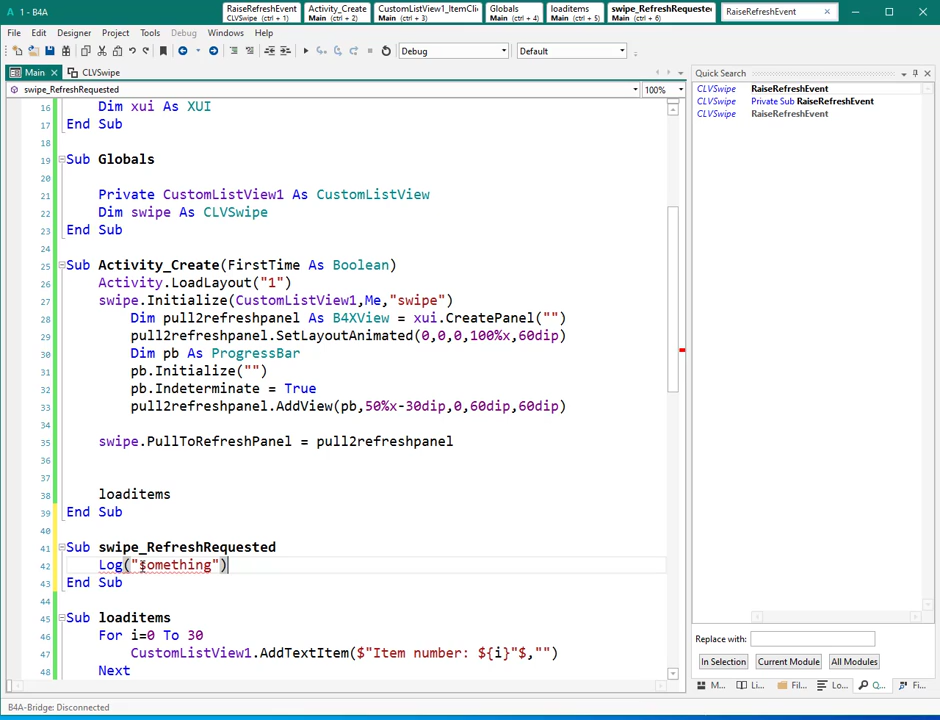 A 1 - B4A
RaiseRefreshEvent
CLVSwipe (ctrl + 1)
Activity_Create
Main (ctrl + 2)
CustomListView1_ItemCli
Main (ctrl + 3)
Globals
Main (ctrl + 4)
loaditems
Main (ctrl + 5)
swipe_RefreshRequeste
Main (ctrl + 6)
RaiseRefreshEvent
File Edit Designer Project Tools Debug Windows Help
Debug Default
Main CLVSwipe
swipe_RefreshRequested 100%
16 Dim xui As XUI
17 End Sub
18
19 Sub Globals
20
21 Private CustomListView1 As CustomListView
22 Dim swipe As CLVSwipe
23 End Sub
24
25 Sub Activity_Create(FirstTime As Boolean)
26 Activity.LoadLayout("1")
27 swipe.Initialize(CustomListView1,Me,"swipe")
28 Dim pull2refreshpanel As B4XView = xui.CreatePanel("")
29 pull2refreshpanel.SetLayoutAnimated(0,0,0,100%x,60dip)
30 Dim pb As ProgressBar
31 pb.Initialize("")
32 pb.Indeterminate = True
33 pull2refreshpanel.AddView(pb,50%x-30dip,0,60dip,60dip)
34
35 swipe.PullToRefreshPanel = pull2refreshpanel
36
37
38 loaditems
39 End Sub
40
41 Sub swipe_RefreshRequested
42 Log("something")
43 End Sub
44
45 Sub loaditems
46 For i=0 To 30
47 CustomListView1.AddTextItem($"Item number: ${i}"$,"")
48 Next
Quick Search
CLVSwipe RaiseRefreshEvent
CLVSwipe Private Sub RaiseRefreshEvent
CLVSwipe RaiseRefreshEvent
Replace with:
In Selection Current Module All Modules
M... Li... Fil... Lo... Q... Fi...
B4A-Bridge: Disconnected